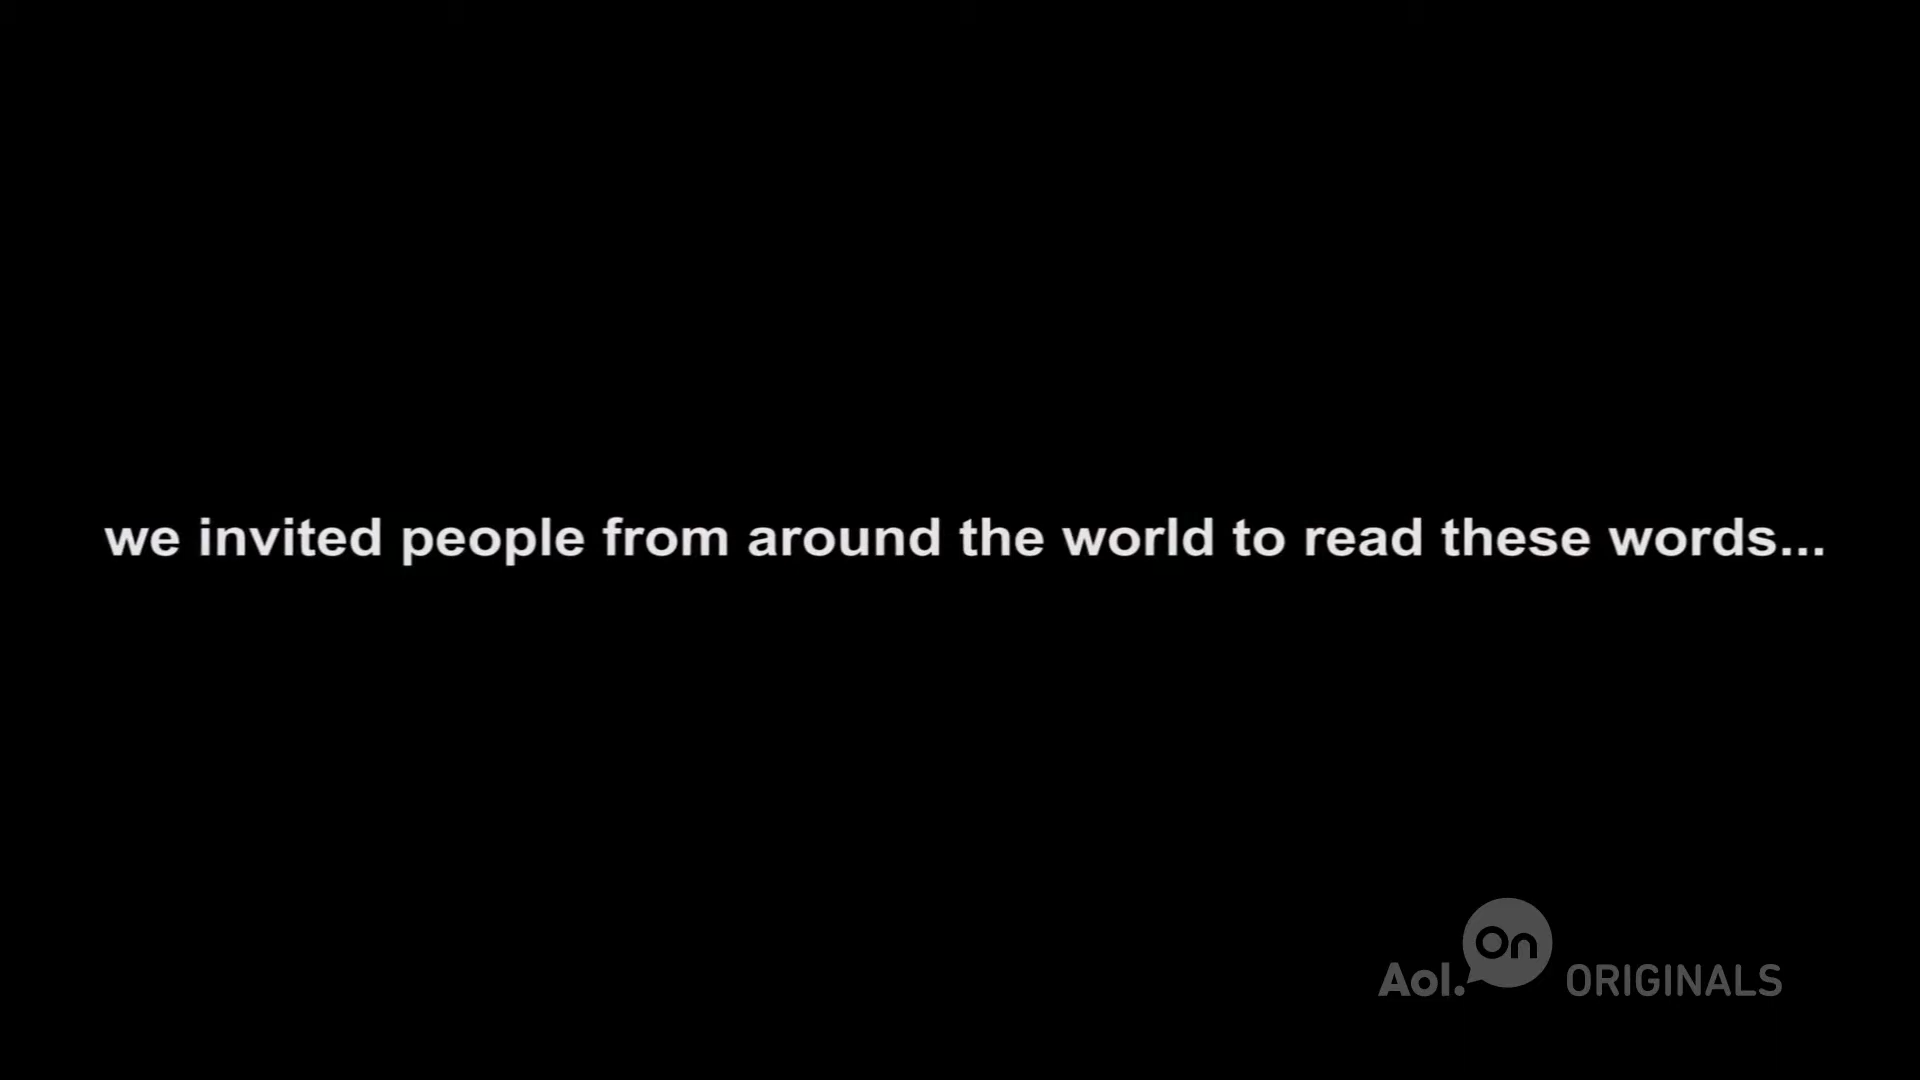 we invited people from around the world to read these words...
Aol. On ORIGINALS